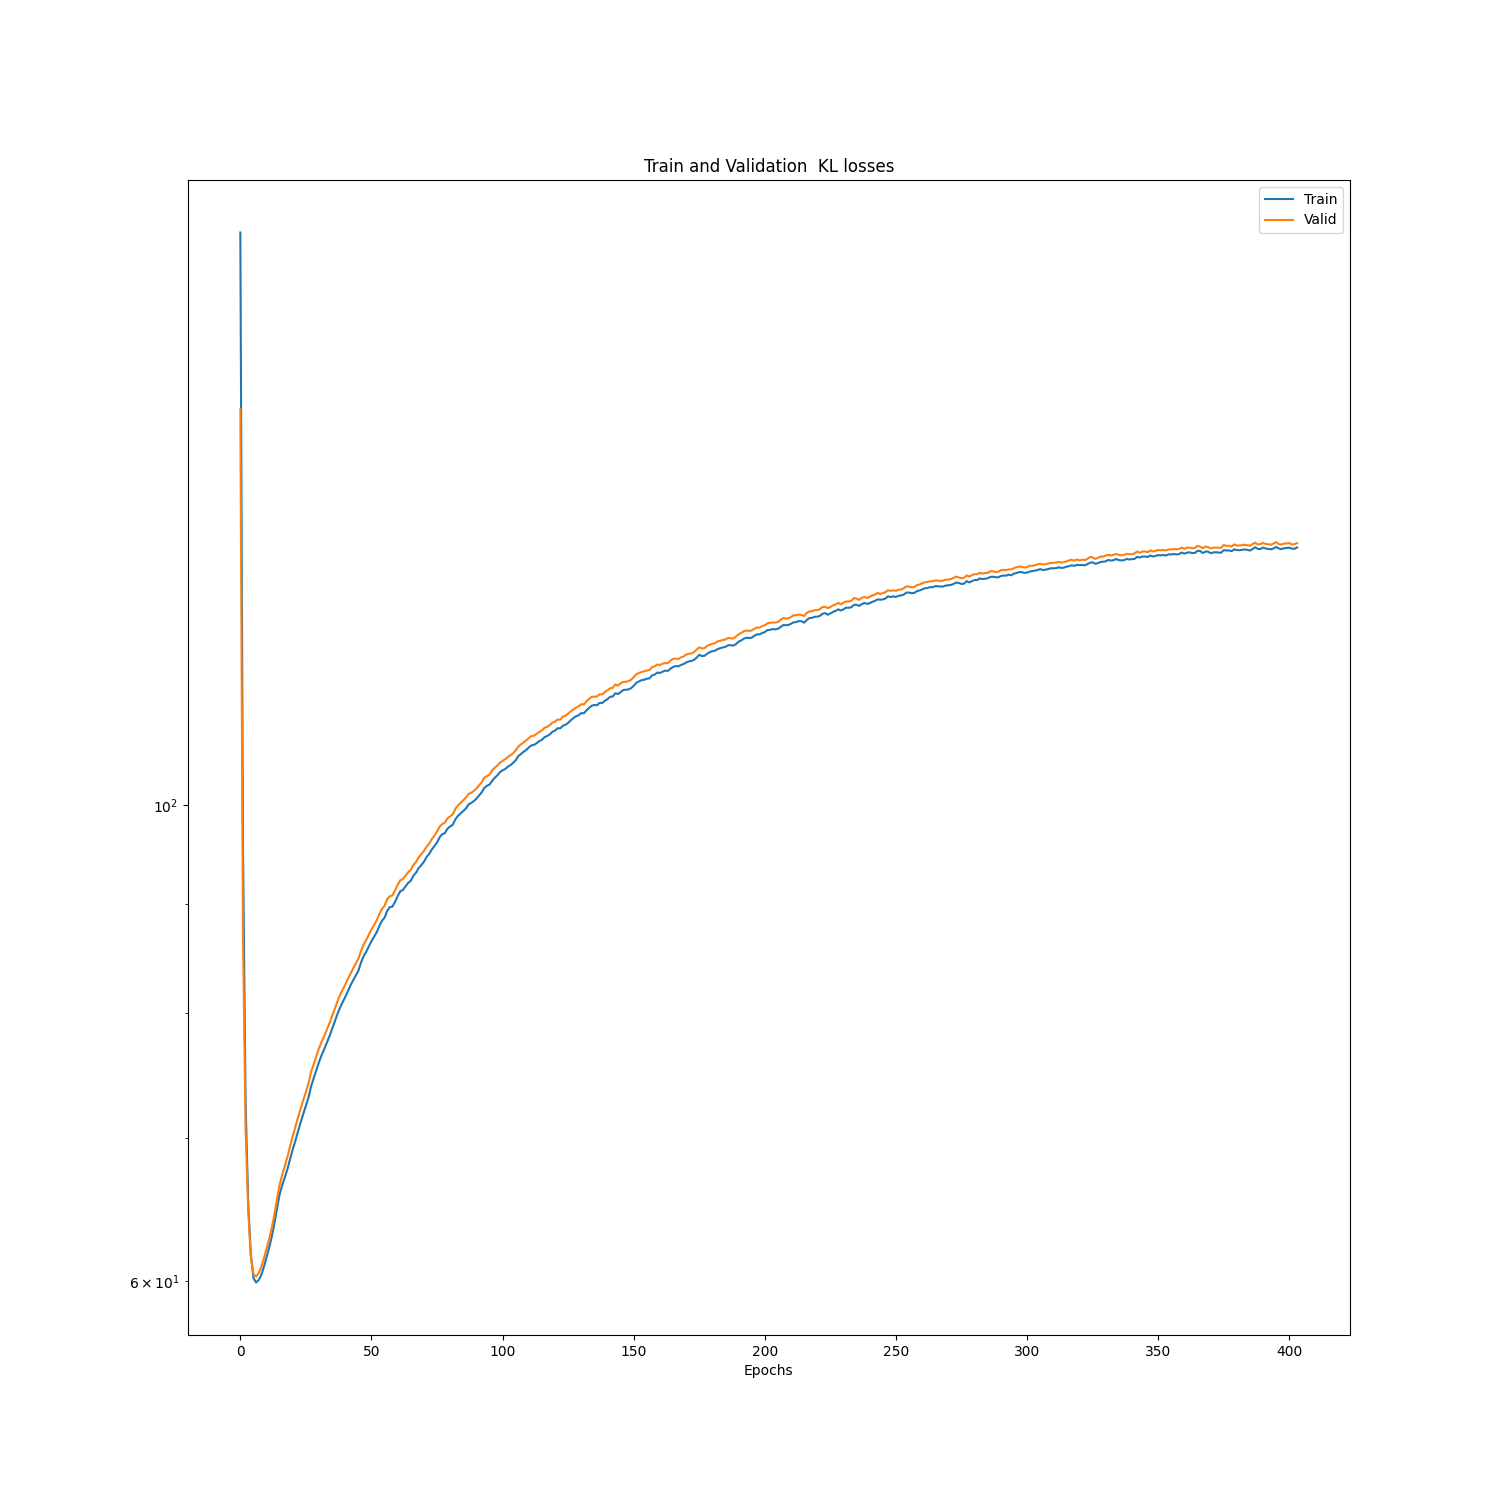 Train and Validation  KL losses
Train
Valid
10²
6 × 10¹
0 50 100 150 200 250 300 350 400
Epochs